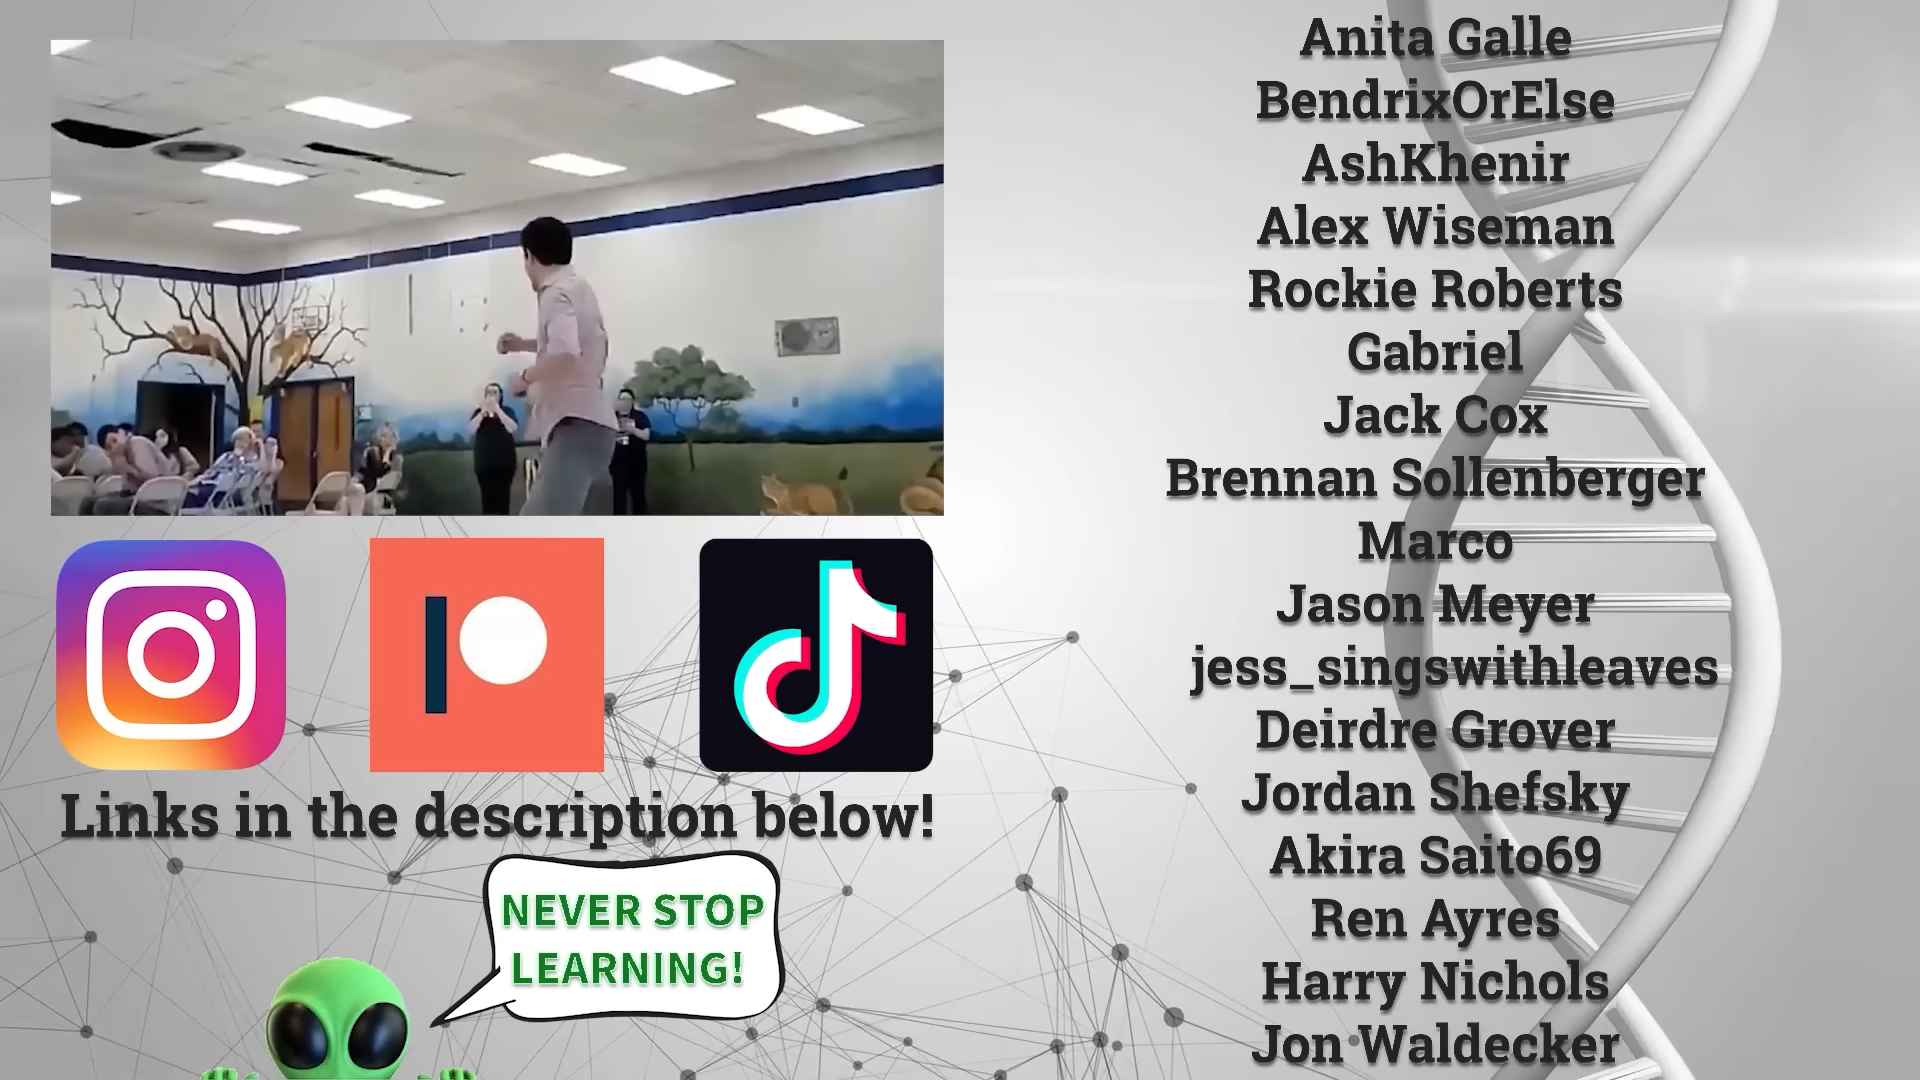 Anita Galle
BendrixOrElse
AshKhenir
Alex Wiseman
Rockie Roberts
Gabriel
Jack Cox
Brennan Sollenberger
Marco
Jason Meyer
jess_singswithleaves
Deirdre Grover
Jordan Shefsky
Akira Saito69
Ren Ayres
Harry Nichols
Jon Waldecker
Links in the description below!
NEVER STOP
LEARNING!